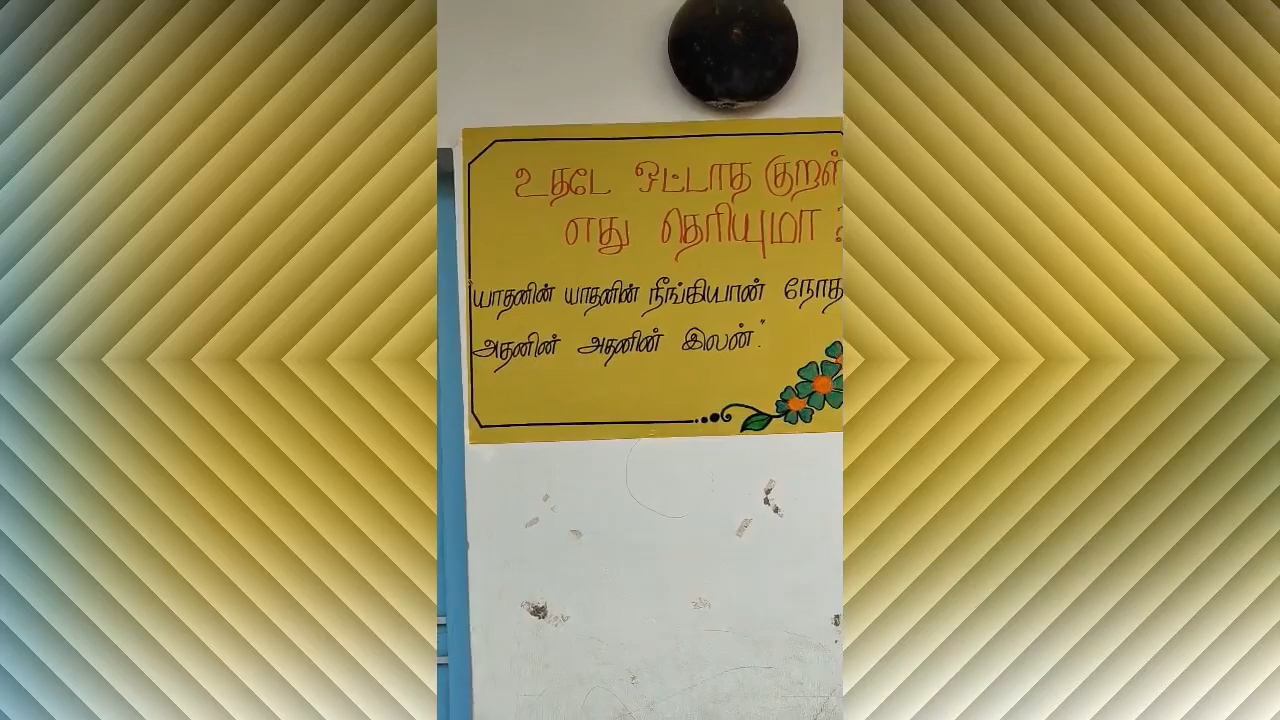 உதடே ஒட்டாத குறள்
எது தெரியுமா ?
"யாதனின் யாதனின் நீங்கியான் நோத
அதனின் அதனின் இலன்."